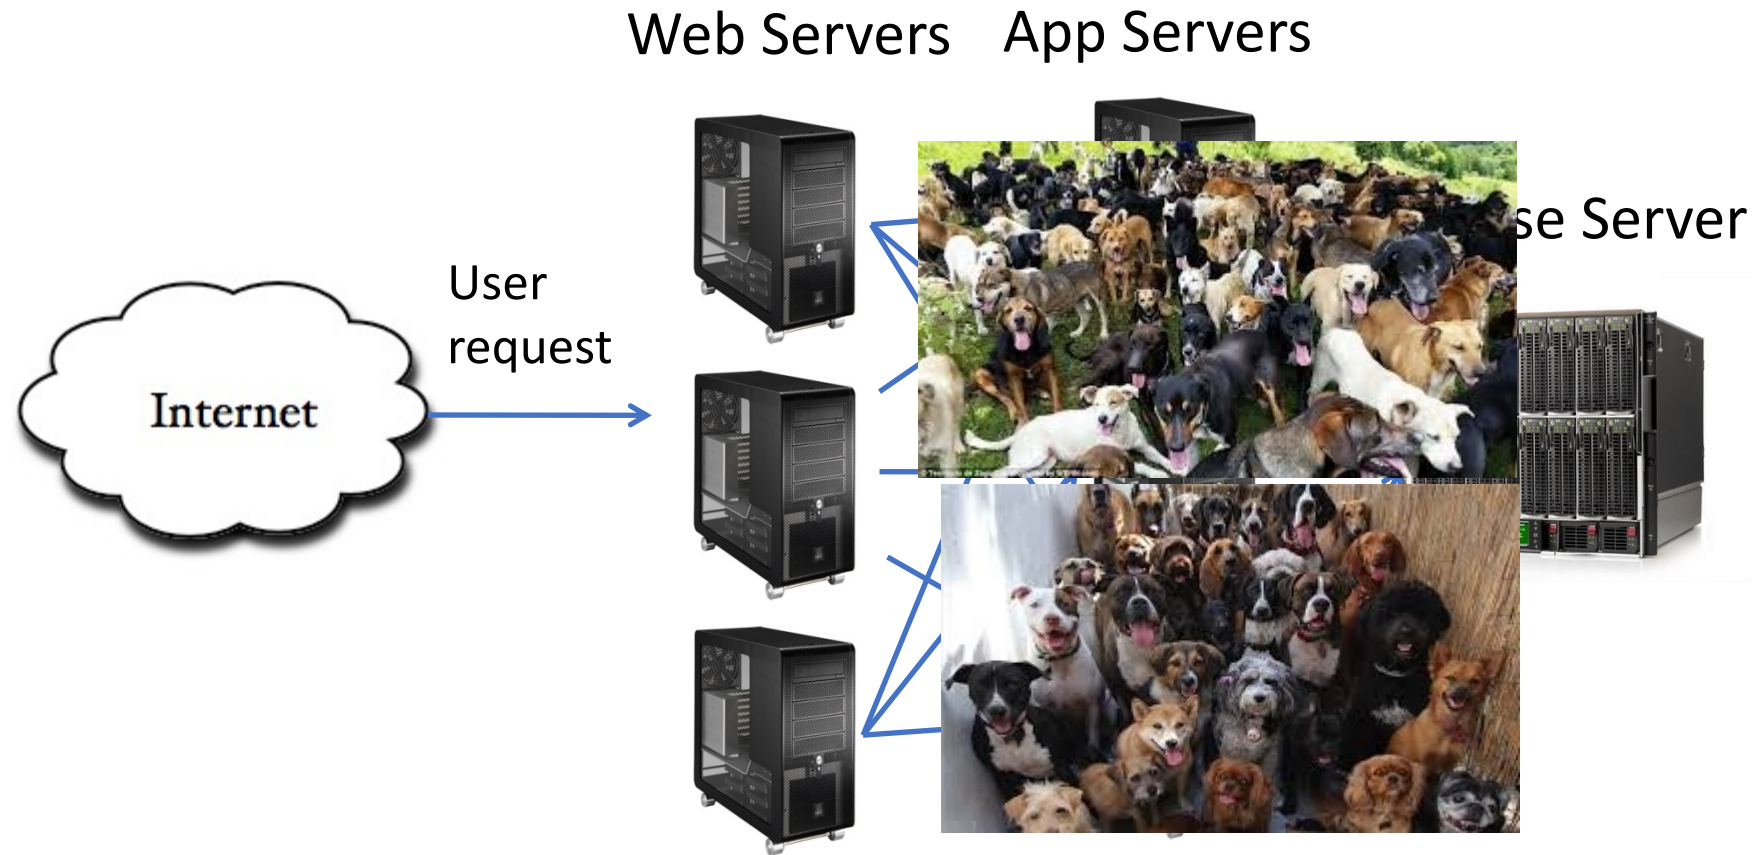 Web Servers App Servers
se Server
User
request
Internet